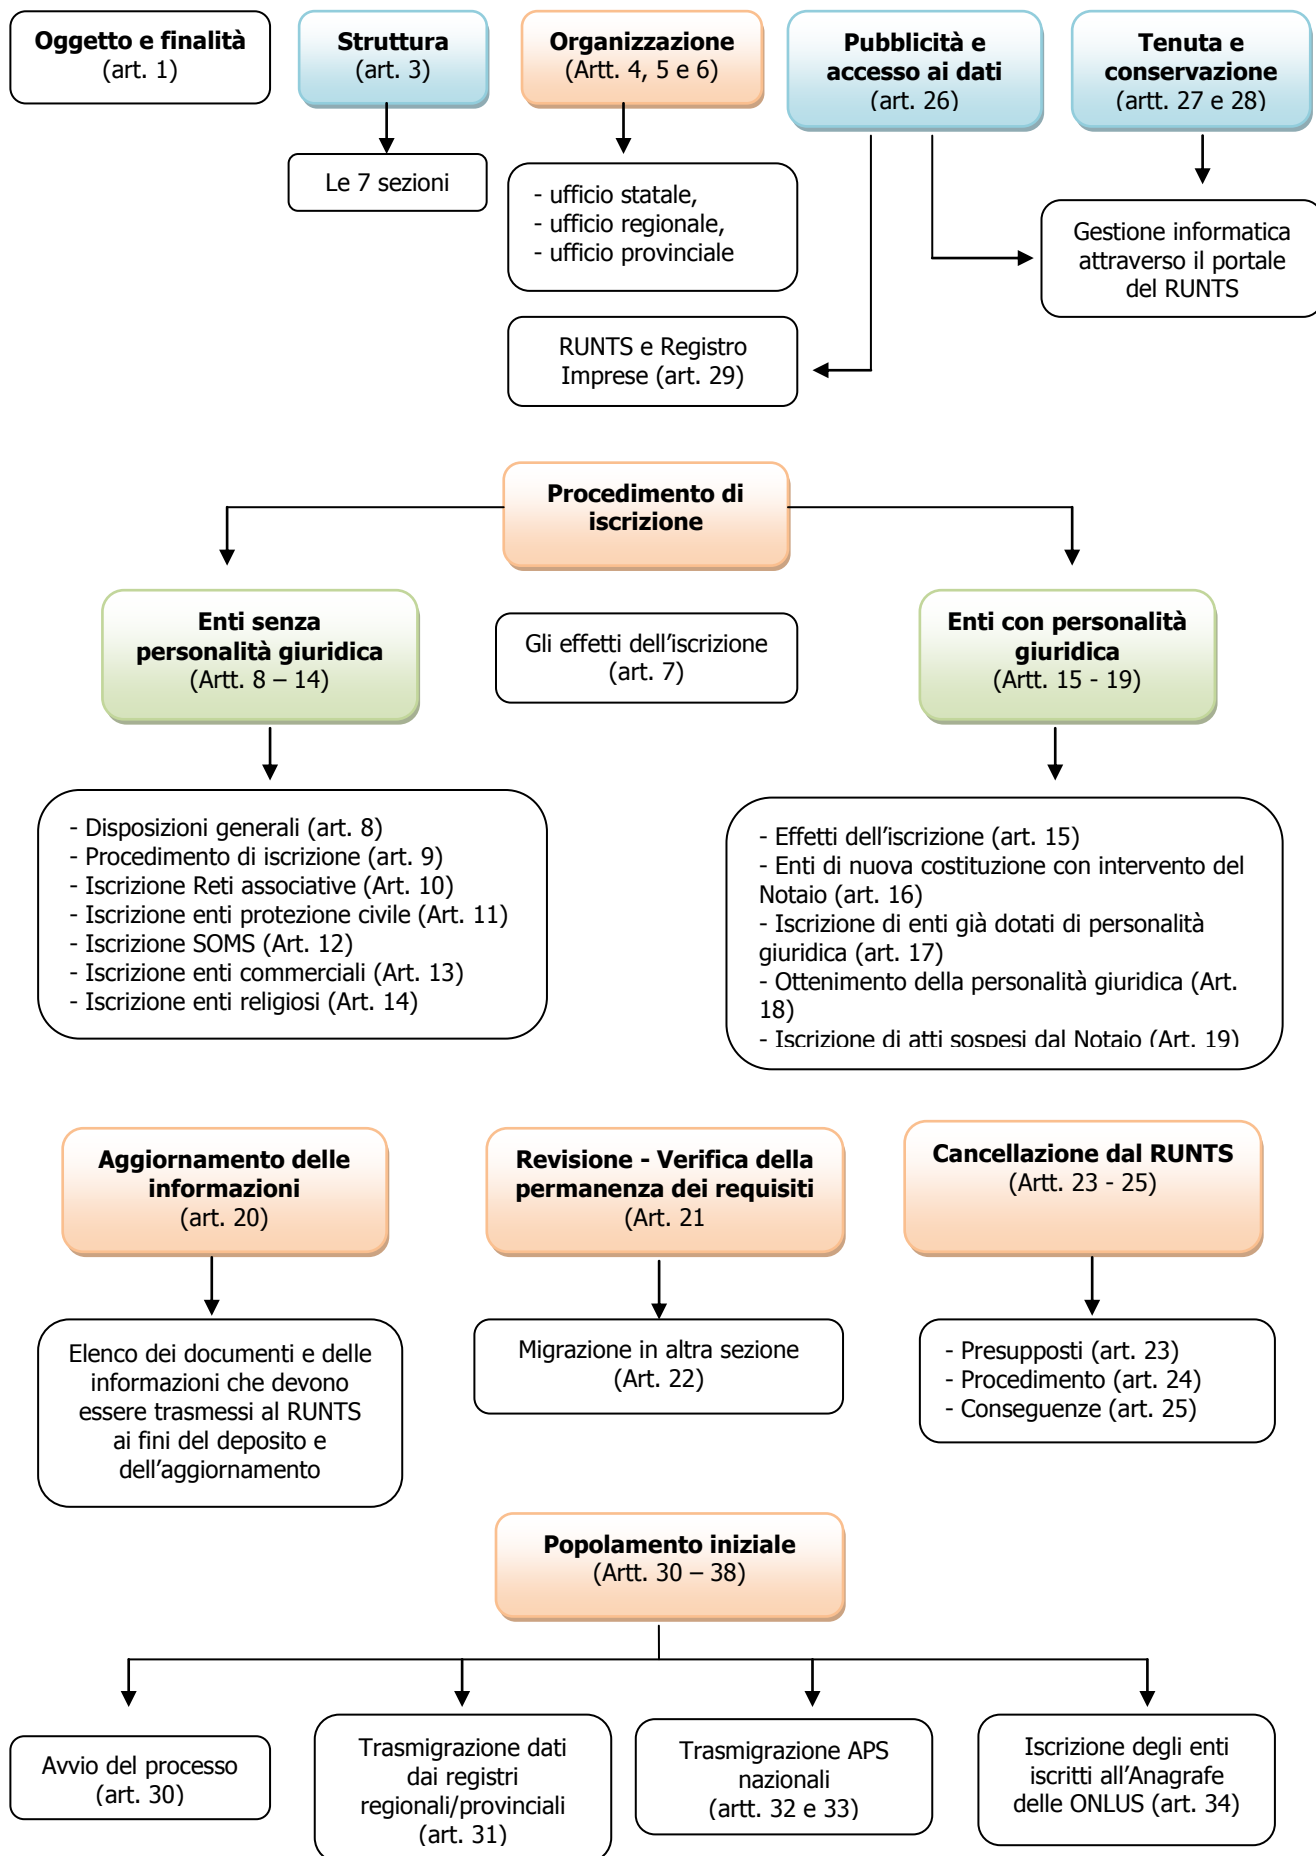 Oggetto e finalità
(art. 1)
Struttura
(art. 3)
Organizzazione
(Artt. 4, 5 e 6)
Pubblicità e
accesso ai dati
(art. 26)
Tenuta e
conservazione
(artt. 27 e 28)
Le 7 sezioni
- ufficio statale,
- ufficio regionale,
- ufficio provinciale
Gestione informatica
attraverso il portale
del RUNTS
RUNTS e Registro
Imprese (art. 29)
Procedimento di
iscrizione
Enti senza
personalità giuridica
(Artt. 8 – 14)
Gli effetti dell’iscrizione
(art. 7)
Enti con personalità
giuridica
(Artt. 15 - 19)
- Disposizioni generali (art. 8)
- Procedimento di iscrizione (art. 9)
- Iscrizione Reti associative (Art. 10)
- Iscrizione enti protezione civile (Art. 11)
- Iscrizione SOMS (Art. 12)
- Iscrizione enti commerciali (Art. 13)
- Iscrizione enti religiosi (Art. 14)
- Effetti dell’iscrizione (art. 15)
- Enti di nuova costituzione con intervento del
Notaio (art. 16)
- Iscrizione di enti già dotati di personalità
giuridica (art. 17)
- Ottenimento della personalità giuridica (Art.
18)
- Iscrizione di atti sospesi dal Notaio (Art. 19)
Aggiornamento delle
informazioni
(art. 20)
Revisione - Verifica della
permanenza dei requisiti
(Art. 21
Cancellazione dal RUNTS
(Artt. 23 - 25)
Elenco dei documenti e delle
informazioni che devono
essere trasmessi al RUNTS
ai fini del deposito e
dell’aggiornamento
Migrazione in altra sezione
(Art. 22)
- Presupposti (art. 23)
- Procedimento (art. 24)
- Conseguenze (art. 25)
Popolamento iniziale
(Artt. 30 – 38)
Avvio del processo
(art. 30)
Trasmigrazione dati
dai registri
regionali/provinciali
(art. 31)
Trasmigrazione APS
nazionali
(artt. 32 e 33)
Iscrizione degli enti
iscritti all’Anagrafe
delle ONLUS (art. 34)